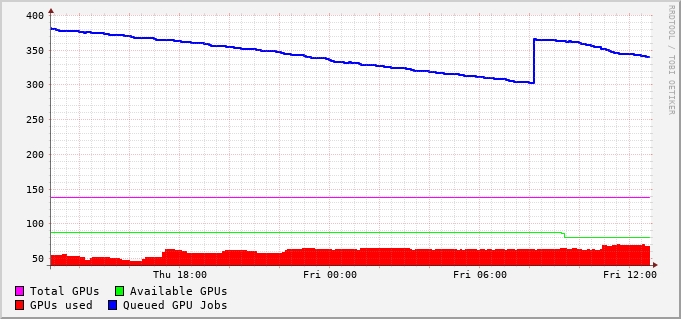 400
350
300
250
200
150
100
50
Thu 18:00 Fri 00:00 Fri 06:00 Fri 12:00
Total GPUs Available GPUs
GPUs used Queued GPU Jobs
RRDTOOL / TOBI OETIKER